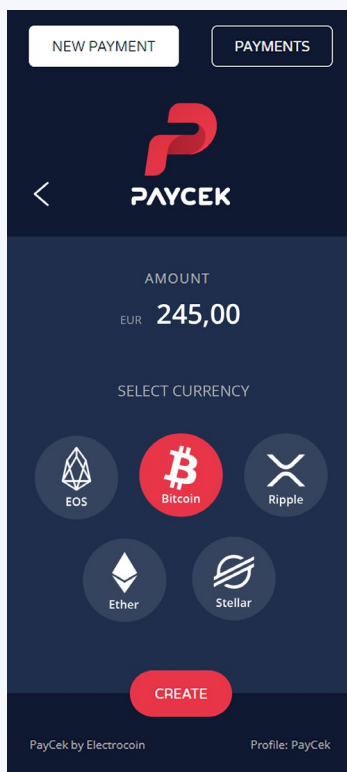 NEW PAYMENT PAYMENTS
PAYCEK
AMOUNT
EUR 245,00
SELECT CURRENCY
EOS Bitcoin Ripple
Ether Stellar
CREATE
PayCek by Electrocoin Profile: PayCek